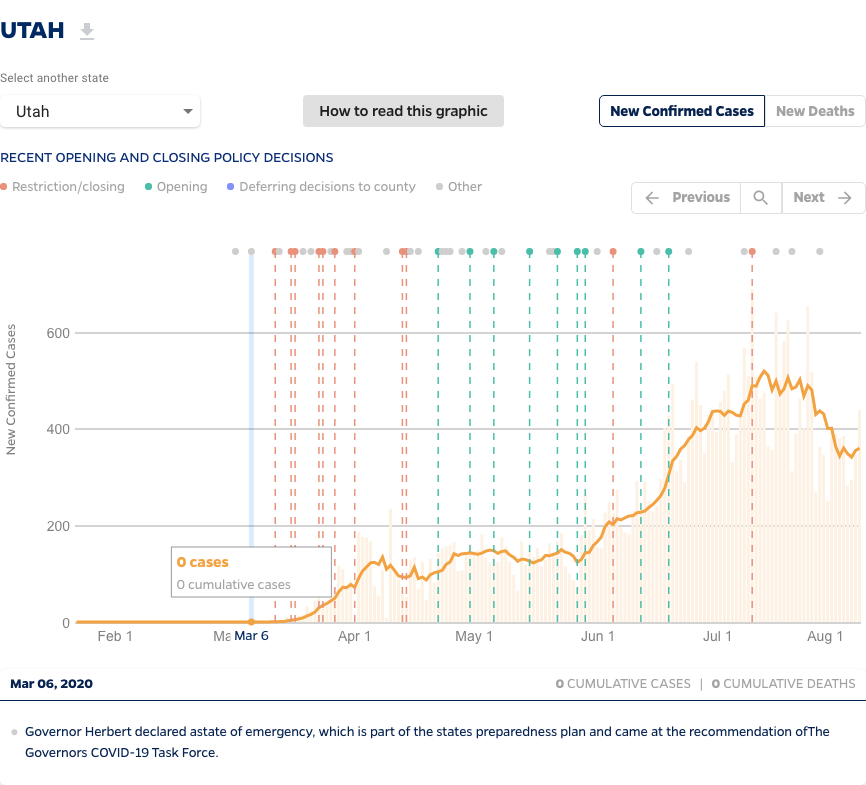 UTAH
Select another state
Utah
How to read this graphic
New Confirmed Cases
New Deaths
RECENT OPENING AND CLOSING POLICY DECISIONS
Restriction/closing
Opening
Deferring decisions to county
Other
Previous
Next
New Confirmed Cases
600
400
200
0
0 cases
0 cumulative cases
Feb 1
Ma
Mar 6
Apr 1
May 1
Jun 1
Jul 1
Aug 1
Mar 06, 2020
0 CUMULATIVE CASES | 0 CUMULATIVE DEATHS
Governor Herbert declared astate of emergency, which is part of the states preparedness plan and came at the recommendation ofThe
Governors COVID-19 Task Force.